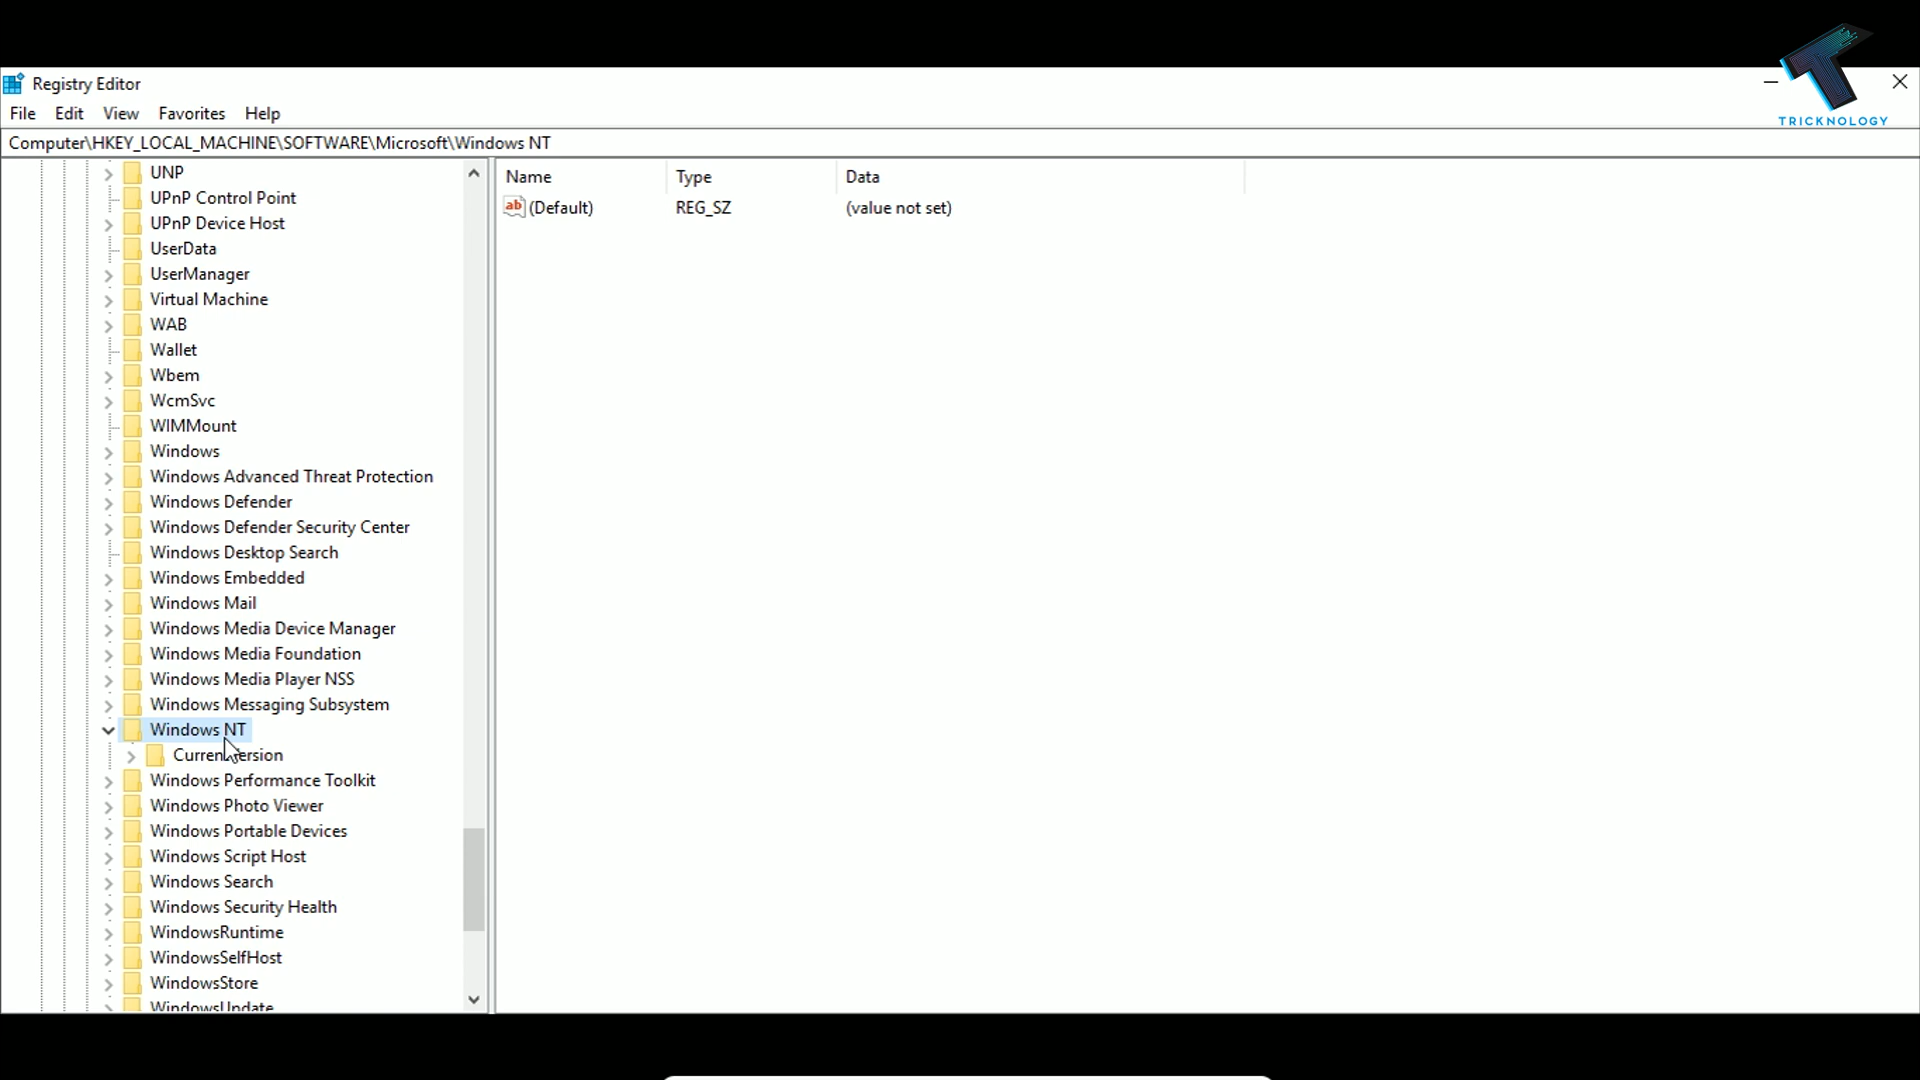 TRICKNOLOGY
Registry Editor
File Edit View Favorites Help
Computer\HKEY_LOCAL_MACHINE\SOFTWARE\Microsoft\Windows NT
Name Type Data
(Default) REG_SZ (value not set)
UNP
UPnP Control Point
UPnP Device Host
UserData
UserManager
Virtual Machine
WAB
Wallet
Wbem
WcmSvc
WIMMount
Windows
Windows Advanced Threat Protection
Windows Defender
Windows Defender Security Center
Windows Desktop Search
Windows Embedded
Windows Mail
Windows Media Device Manager
Windows Media Foundation
Windows Media Player NSS
Windows Messaging Subsystem
Windows NT
CurrentVersion
Windows Performance Toolkit
Windows Photo Viewer
Windows Portable Devices
Windows Script Host
Windows Search
Windows Security Health
WindowsRuntime
WindowsSelfHost
WindowsStore
WindowsUpdate